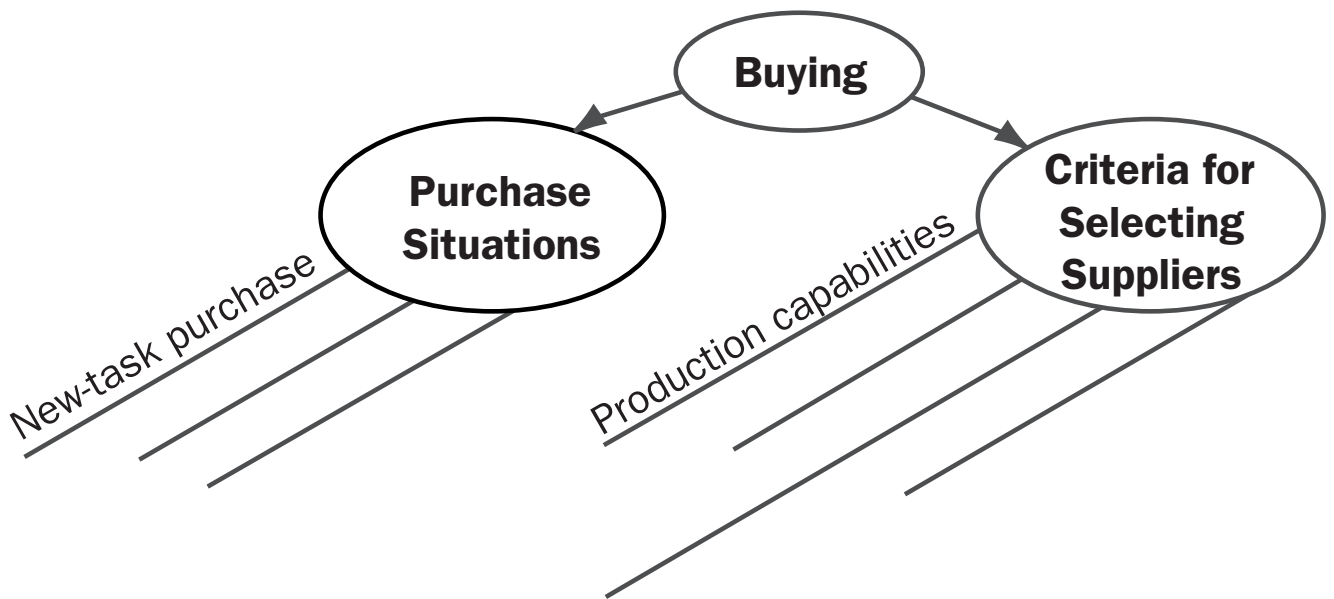 Buying
Purchase
Situations
Criteria for
Selecting
Suppliers
New-task purchase
Production capabilities